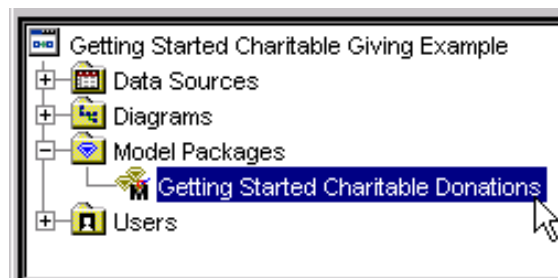 Getting Started Charitable Giving Example
Data Sources
Diagrams
Model Packages
Getting Started Charitable Donations
Users